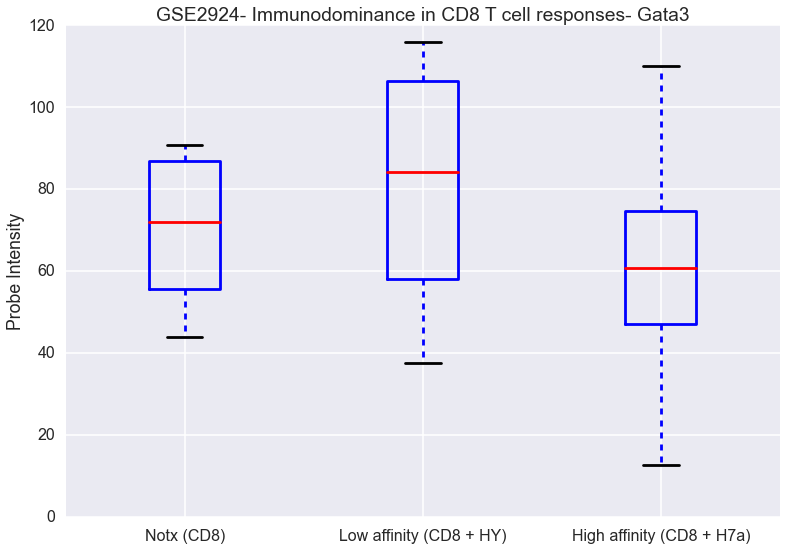 GSE2924- Immunodominance in CD8 T cell responses- Gata3
120
100
80
60
40
20
0
Probe Intensity
Notx (CD8)
Low affinity (CD8 + HY)
High affinity (CD8 + H7a)